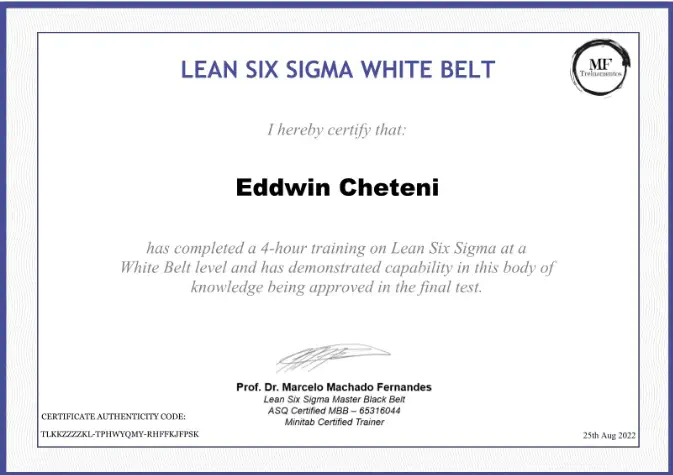 LEAN SIX SIGMA WHITE BELT
MF
Treinamentos
I hereby certify that:
Eddwin Cheteni
has completed a 4-hour training on Lean Six Sigma at a
White Belt level and has demonstrated capability in this body of
knowledge being approved in the final test.
Prof. Dr. Marcelo Machado Fernandes
Lean Six Sigma Master Black Belt
ASQ Certified MBB – 65316044
Minitab Certified Trainer
CERTIFICATE AUTHENTICITY CODE:
TLKKZZZZKL-TPHWYQMY-RHFFKJFPSK
25th Aug 2022